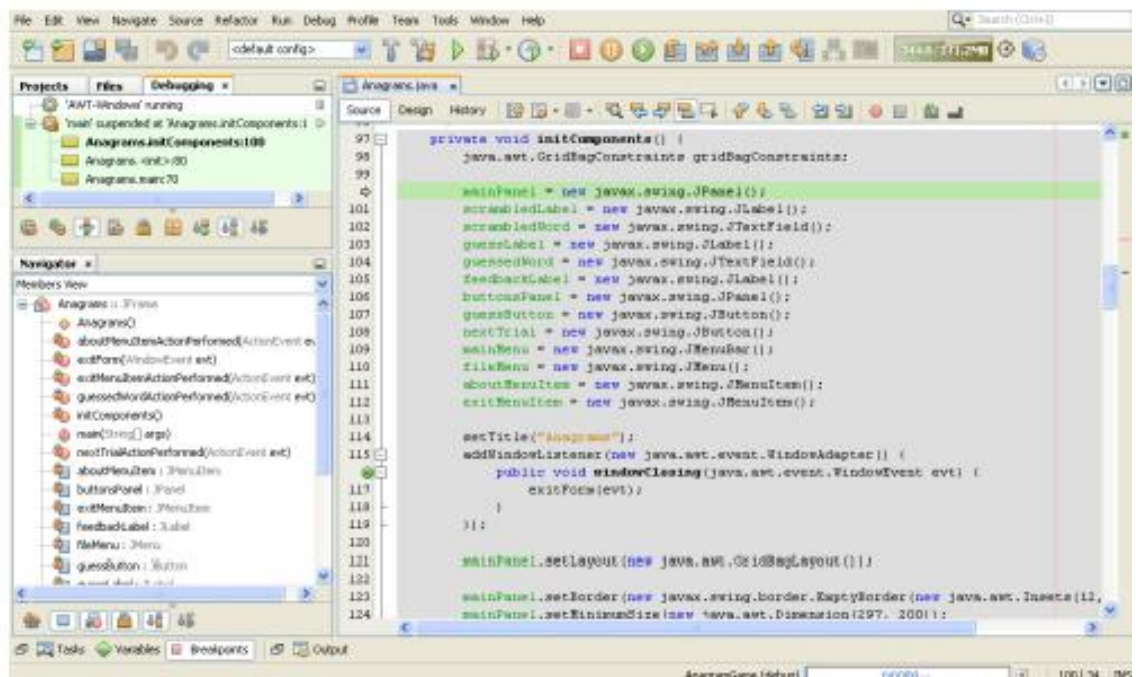 File Edit View Navigate Source Refactor Run Debug Profile Team Tools Window Help
Search (Ctrl+I)
<default config>
Projects Files Debugging
'AWT-Windows' running
'main' suspended at 'Anagrams.initComponents:1
Anagrams.initComponents:100
Anagrams.<init>:80
Anagrams.main:70
Navigator
Members View
Anagrams :: JFrame
Anagrams()
aboutMenuItemActionPerformed(ActionEvent ev
exitForm(WindowEvent evt)
exitMenuItemActionPerformed(ActionEvent evt)
guessedWordActionPerformed(ActionEvent evt)
initComponents()
main(String[] args)
nextTrialActionPerformed(ActionEvent evt)
aboutMenuItem : JMenuItem
buttonsPanel : JPanel
exitMenuItem : JMenuItem
feedbackLabel : JLabel
fileMenu : JMenu
guessButton : JButton
Anagrams.java
Source Design History
97 private void initComponents() {
98 java.awt.GridBagConstraints gridBagConstraints;
99
mainPanel = new javax.swing.JPanel();
101 scrambledLabel = new javax.swing.JLabel();
102 scrambledWord = new javax.swing.JTextField();
103 guessLabel = new javax.swing.JLabel();
104 guessedWord = new javax.swing.JTextField();
105 feedbackLabel = new javax.swing.JLabel();
106 buttonsPanel = new javax.swing.JPanel();
107 guessButton = new javax.swing.JButton();
108 nextTrial = new javax.swing.JButton();
109 mainMenu = new javax.swing.JMenuBar();
110 fileMenu = new javax.swing.JMenu();
111 aboutMenuItem = new javax.swing.JMenuItem();
112 exitMenuItem = new javax.swing.JMenuItem();
113
114 setTitle("Anagrams");
115 addWindowListener(new java.awt.event.WindowAdapter() {
public void windowClosing(java.awt.event.WindowEvent evt) {
117 exitForm(evt);
118 }
119 });
120
121 mainPanel.setLayout(new java.awt.GridBagLayout());
122
123 mainPanel.setBorder(new javax.swing.border.EmptyBorder(new java.awt.Insets(12,
124 mainPanel.setMinimumSize(new java.awt.Dimension(297, 200));
Tasks Variables Breakpoints Output
AnagramGame (debug)
100 | 34 INS